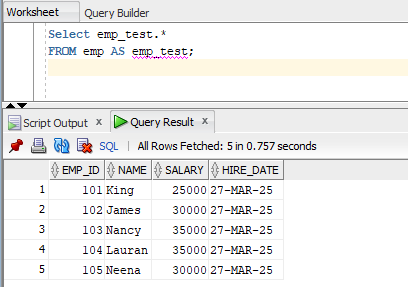 Worksheet Query Builder
Select emp_test.*
FROM emp AS emp_test;
Script Output x Query Result x
SQL | All Rows Fetched: 5 in 0.757 seconds
EMP_ID NAME SALARY HIRE_DATE
1 101 King 25000 27-MAR-25
2 102 James 30000 27-MAR-25
3 103 Nancy 35000 27-MAR-25
4 104 Lauran 35000 27-MAR-25
5 105 Neena 30000 27-MAR-25